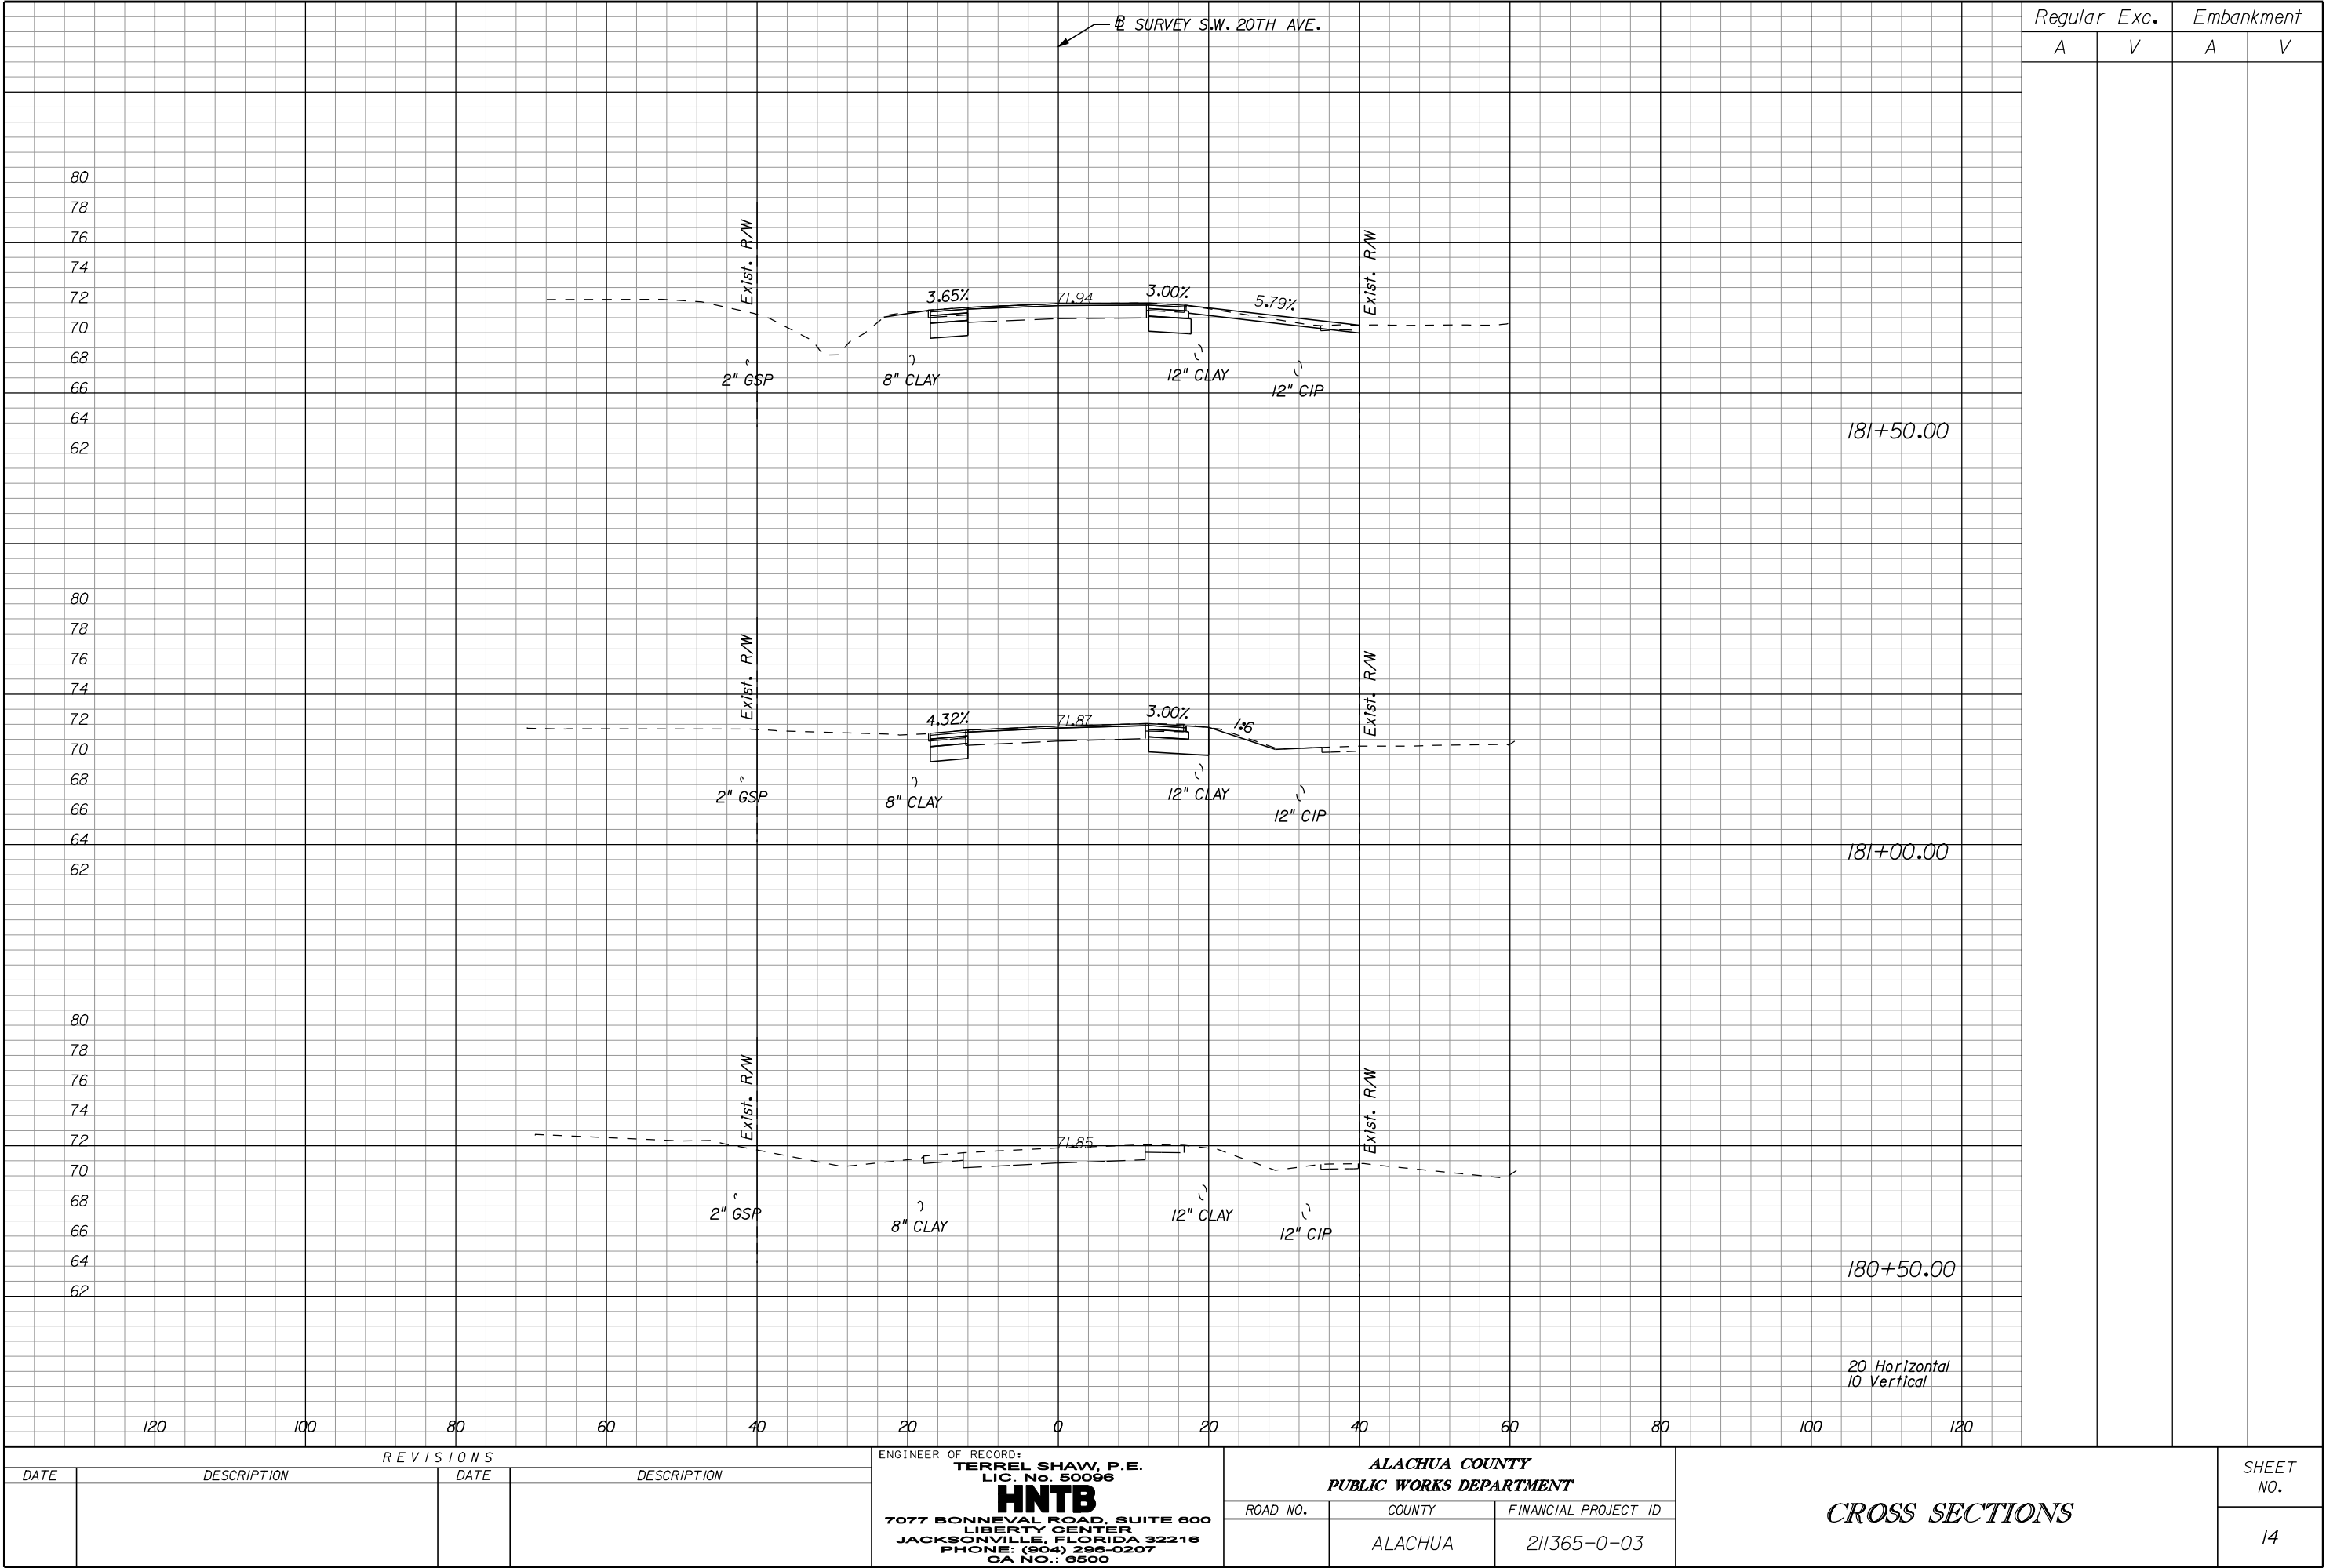 ℄ SURVEY S.W. 20TH AVE.
Regular Exc. Embankment
A V A V
80
78
76
74
72
70
68
66
64
62
Exist. R/W
Exist. R/W
3.65%
71.94
3.00%
5.79%
2" GSP
8" CLAY
12" CLAY
12" CIP
181+50.00
80
78
76
74
72
70
68
66
64
62
Exist. R/W
Exist. R/W
4.32%
71.87
3.00%
1:6
2" GSP
8" CLAY
12" CLAY
12" CIP
181+00.00
80
78
76
74
72
70
68
66
64
62
Exist. R/W
Exist. R/W
71.85
2" GSP
8" CLAY
12" CLAY
12" CIP
180+50.00
20 Horizontal
10 Vertical
120 100 80 60 40 20 0 20 40 60 80 100 120
REVISIONS
DATE DESCRIPTION DATE DESCRIPTION
ENGINEER OF RECORD:
TERREL SHAW, P.E.
LIC. No. 50096
HNTB
7077 BONNEVAL ROAD, SUITE 600
LIBERTY CENTER
JACKSONVILLE, FLORIDA 32216
PHONE: (904) 296-0207
CA NO.: 6500
ALACHUA COUNTY
PUBLIC WORKS DEPARTMENT
ROAD NO. COUNTY FINANCIAL PROJECT ID
ALACHUA 211365-0-03
CROSS SECTIONS
SHEET
NO.
14